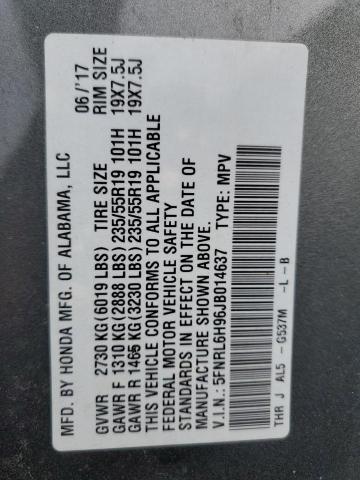 MFD. BY HONDA MFG. OF ALABAMA, LLC 06/'17
GVWR 2730 KG(6019 LBS) TIRE SIZE RIM SIZE
GAWR F 1310 KG(2888 LBS) 235/55R19 101H 19X7.5J
GAWR R 1465 KG(3230 LBS) 235/55R19 101H 19X7.5J
THIS VEHICLE CONFORMS TO ALL APPLICABLE
FEDERAL MOTOR VEHICLE SAFETY
STANDARDS IN EFFECT ON THE DATE OF
MANUFACTURE SHOWN ABOVE.
V.I.N.: 5FNRL6H96JB014637 TYPE: MPV
THR J AL5 - G537M -L -B